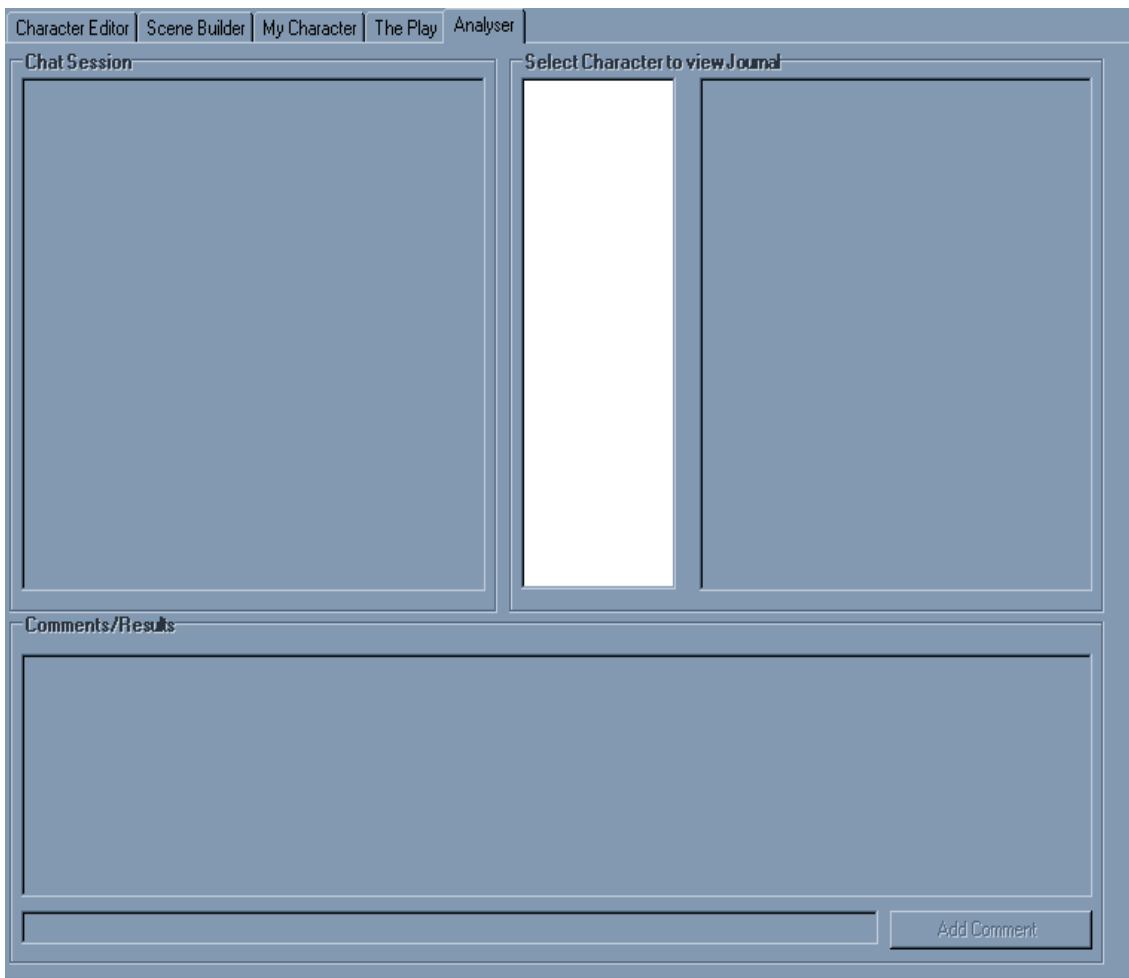 Character Editor Scene Builder My Character The Play Analyser
Chat Session
Select Character to view Journal
Comments/Results
Add Comment